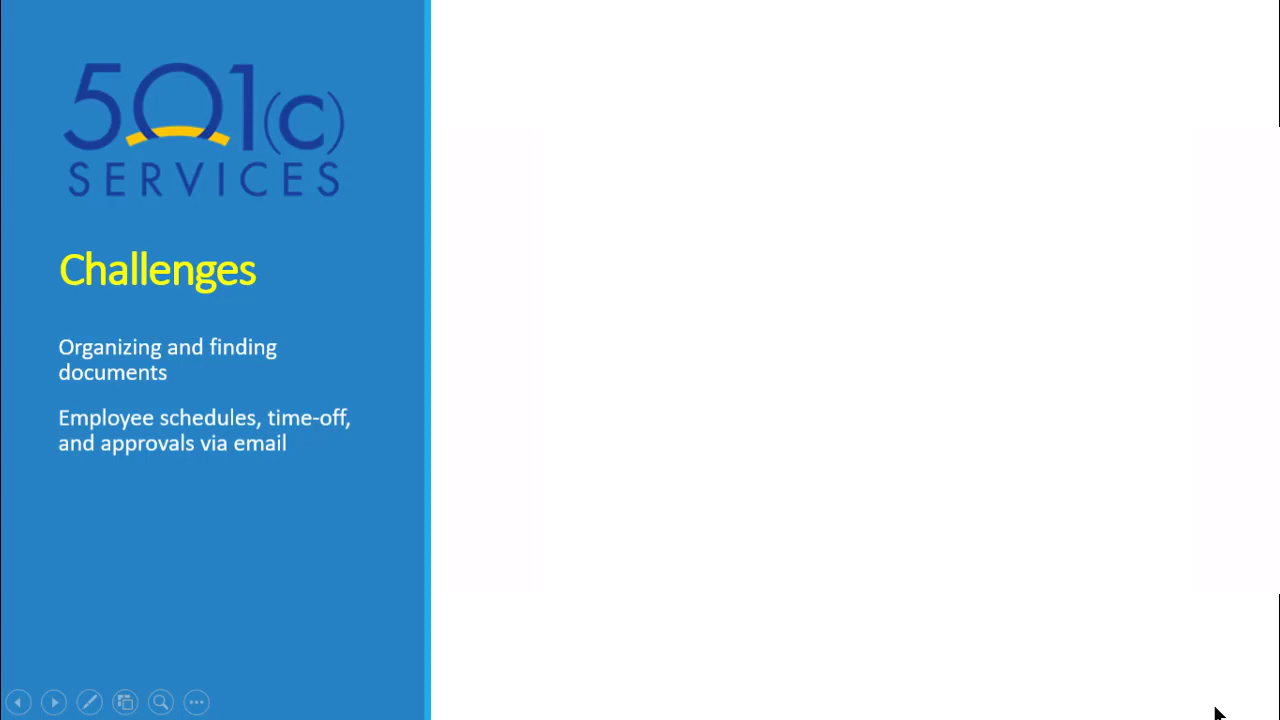 501(c)
SERVICES
Challenges
Organizing and finding
documents
Employee schedules, time-off,
and approvals via email